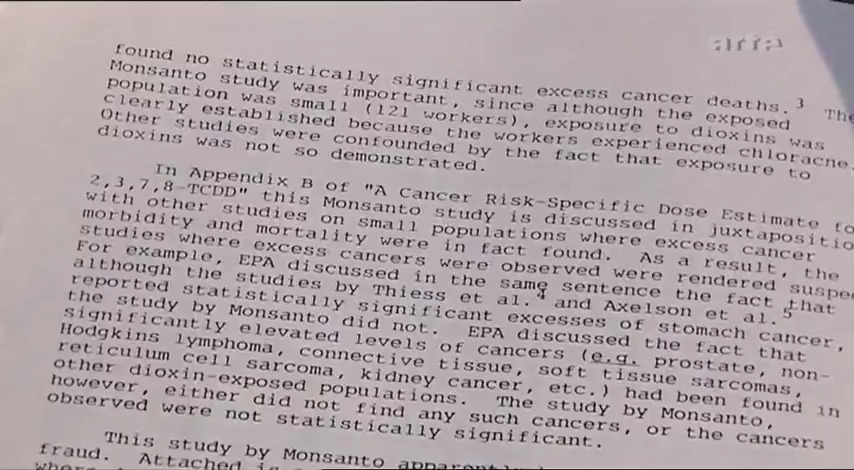 arte
found no statistically significant excess cancer deaths.3 The
Monsanto study was important, since although the exposed
population was small (121 workers), exposure to dioxins was
clearly established because the workers experienced chloracne.
Other studies were confounded by the fact that exposure to
dioxins was not so demonstrated.
In Appendix B of "A Cancer Risk-Specific Dose Estimate fo
2,3,7,8-TCDD" this Monsanto study is discussed in juxtapositio
with other studies on small populations where excess cancer
morbidity and mortality were in fact found. As a result, the
studies where excess cancers were observed were rendered suspe
For example, EPA discussed in the same sentence the fact that
although the studies by Thiess et al.4 and Axelson et al.5
reported statistically significant excesses of stomach cancer,
the study by Monsanto did not. EPA discussed the fact that
significantly elevated levels of cancers (e.g. prostate, non-
Hodgkins lymphoma, connective tissue, soft tissue sarcomas,
reticulum cell sarcoma, kidney cancer, etc.) had been found in
other dioxin-exposed populations. The study by Monsanto,
however, either did not find any such cancers, or the cancers
observed were not statistically significant.
This study by Monsanto apparently
fraud. Attached is